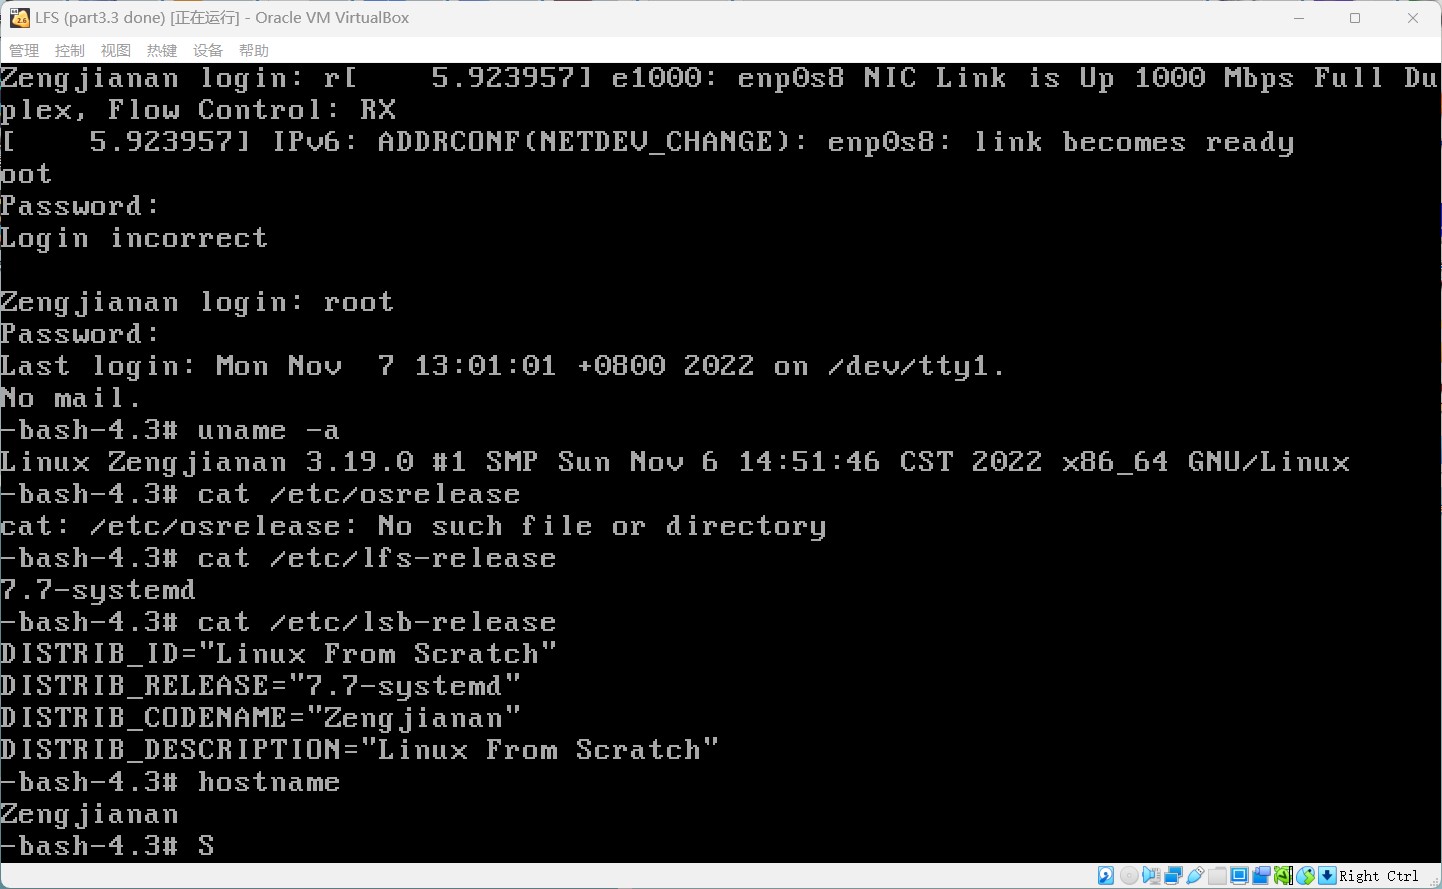 LFS (part3.3 done) [正在运行] - Oracle VM VirtualBox
管理 控制 视图 热键 设备 帮助
Zengjianan login: r[    5.923957] e1000: enp0s8 NIC Link is Up 1000 Mbps Full Du
plex, Flow Control: RX
[    5.923957] IPv6: ADDRCONF(NETDEV_CHANGE): enp0s8: link becomes ready
oot
Password:
Login incorrect
Zengjianan login: root
Password:
Last login: Mon Nov  7 13:01:01 +0800 2022 on /dev/tty1.
No mail.
-bash-4.3# uname -a
Linux Zengjianan 3.19.0 #1 SMP Sun Nov 6 14:51:46 CST 2022 x86_64 GNU/Linux
-bash-4.3# cat /etc/osrelease
cat: /etc/osrelease: No such file or directory
-bash-4.3# cat /etc/lfs-release
7.7-systemd
-bash-4.3# cat /etc/lsb-release
DISTRIB_ID="Linux From Scratch"
DISTRIB_RELEASE="7.7-systemd"
DISTRIB_CODENAME="Zengjianan"
DISTRIB_DESCRIPTION="Linux From Scratch"
-bash-4.3# hostname
Zengjianan
-bash-4.3# S
Right Ctrl